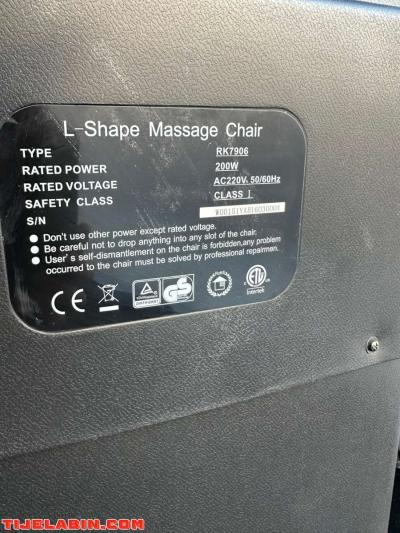 L-Shape Massage Chair
TYPE RK7906
RATED POWER 200W
RATED VOLTAGE AC220V, 50/60Hz
SAFETY CLASS CLASS I
S/N
● Don't use other power except rated voltage.
● Be careful not to drop anything into any slot of the chair.
● User's self-dismantlement on the chair is forbidden,any problem
occurred to the chair must be solved by professional repairmen.
CE GS ETL
Intertek
TIJELABIN.COM